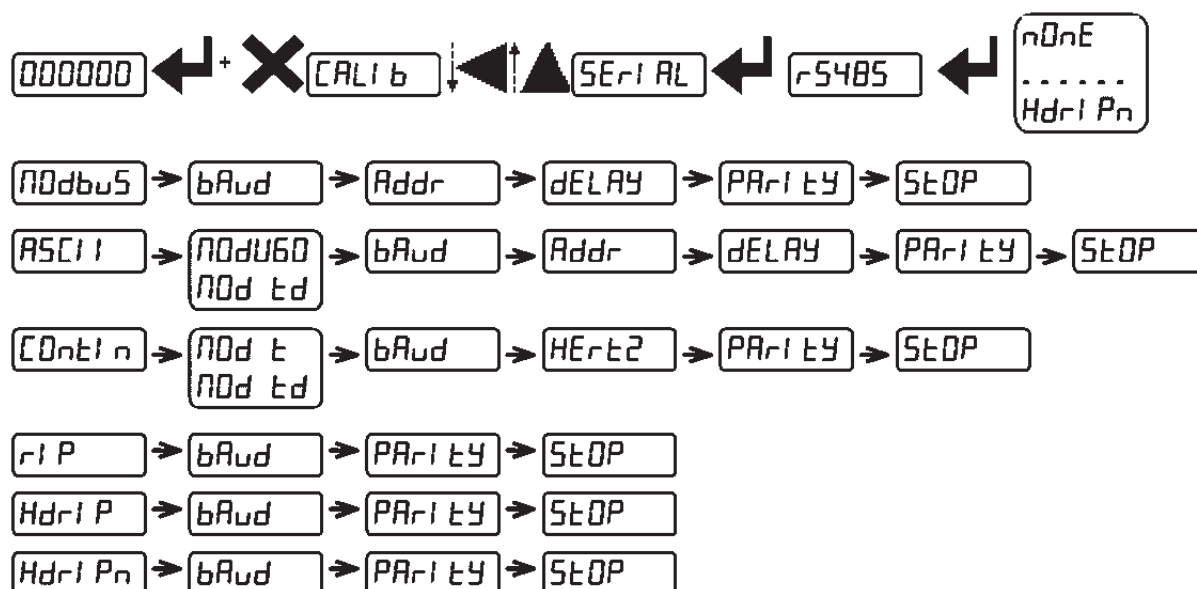 nOnE
000000 + CALIb SErIAL rS485 ......
HdrIPn
MOdbuS bAud Addr dELAY PArItY StOP
ASCII MOdU60 bAud Addr dELAY PArItY StOP
MOd td
COntIn MOd t bAud HErtZ PArItY StOP
MOd td
rIP bAud PArItY StOP
HdrIP bAud PArItY StOP
HdrIPn bAud PArItY StOP